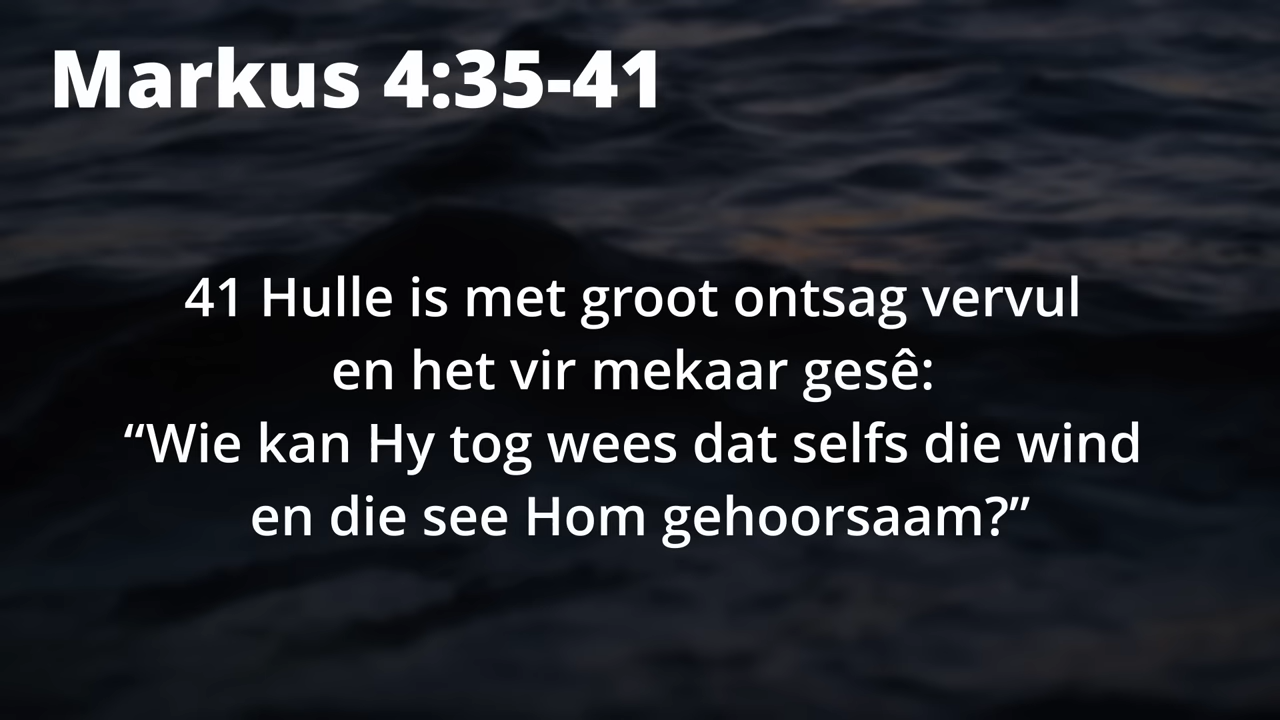 Markus 4:35-41
41 Hulle is met groot ontsag vervul
en het vir mekaar gesê:
“Wie kan Hy tog wees dat selfs die wind
en die see Hom gehoorsaam?”